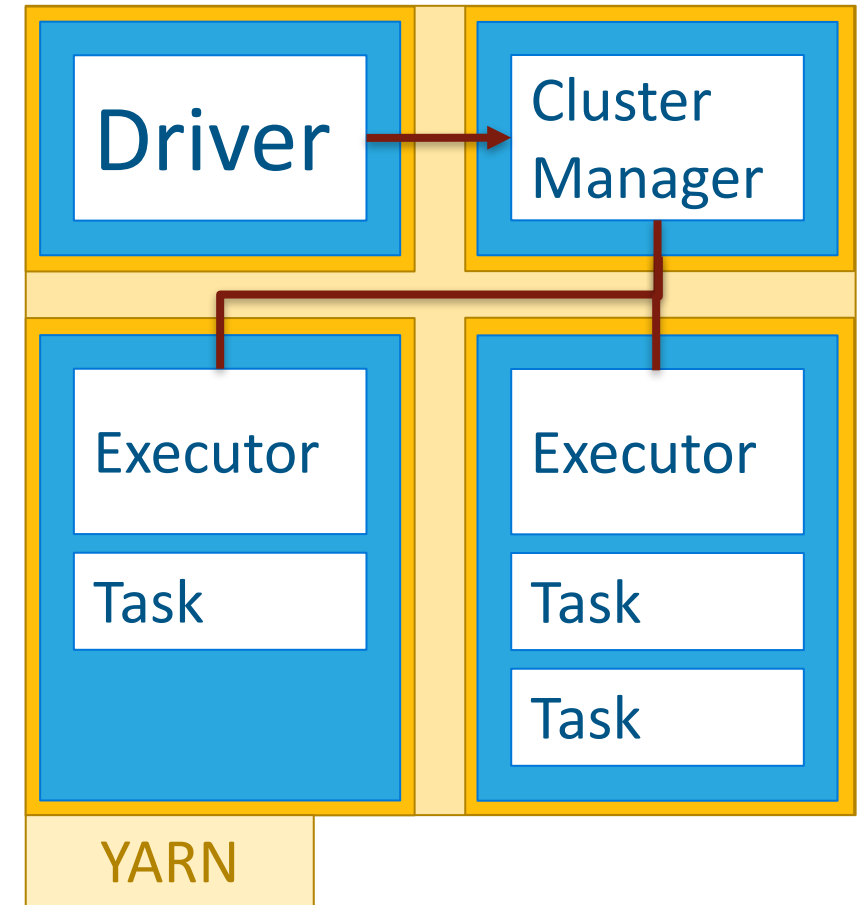 Driver
Cluster
Manager
Executor
Task
Executor
Task
Task
YARN